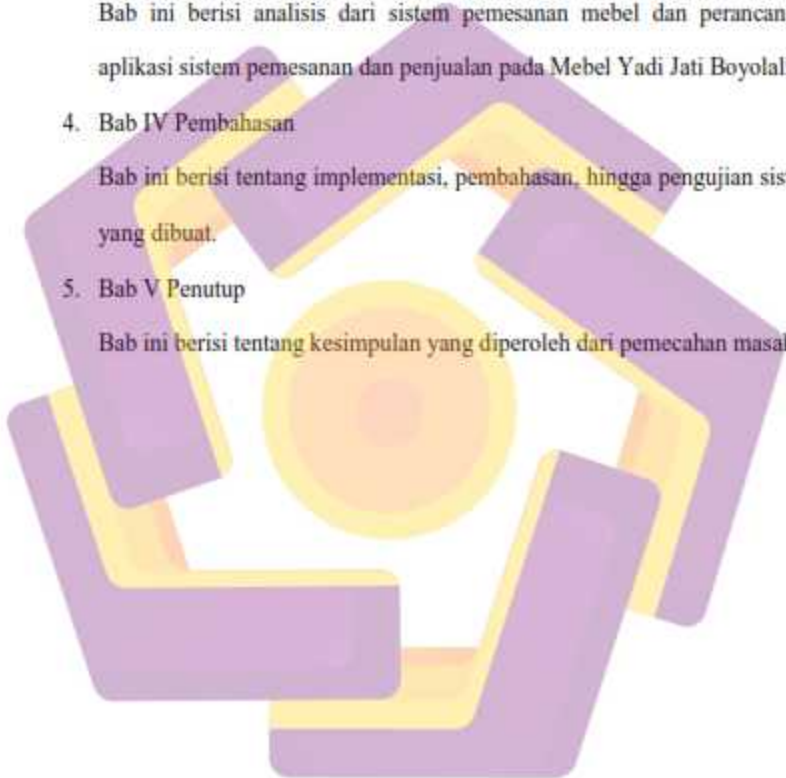 Bab ini berisi analisis dari sistem pemesanan mebel dan perancan
aplikasi sistem pemesanan dan penjualan pada Mebel Yadi Jati Boyolal
4. Bab IV Pembahasan
Bab ini berisi tentang implementasi, pembahasan, hingga pengujian sis
yang dibuat.
5. Bab V Penutup
Bab ini berisi tentang kesimpulan yang diperoleh dari pemecahan masal